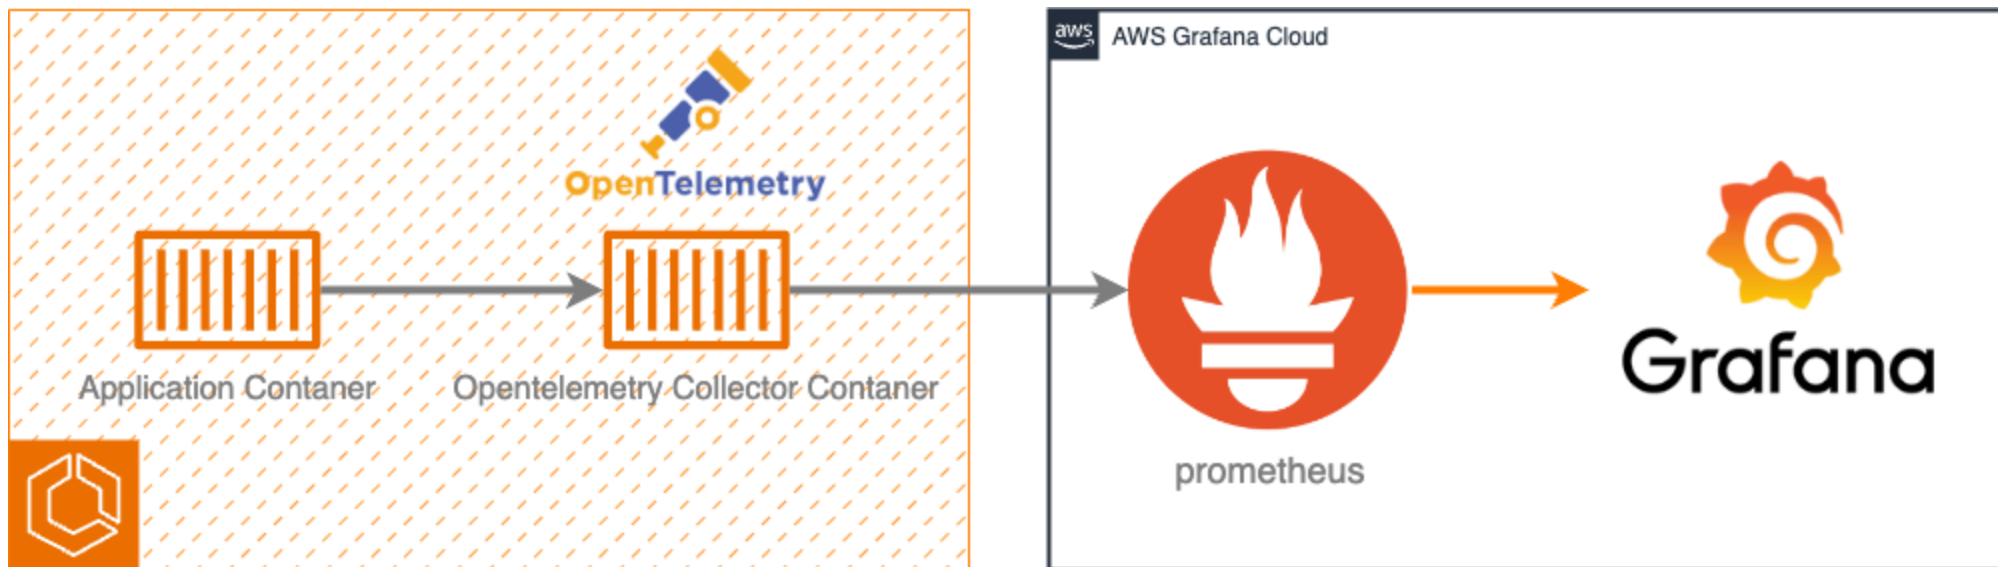 aws
AWS Grafana Cloud
OpenTelemetry
Application Contaner
Opentelemetry Collector Contaner
prometheus
Grafana